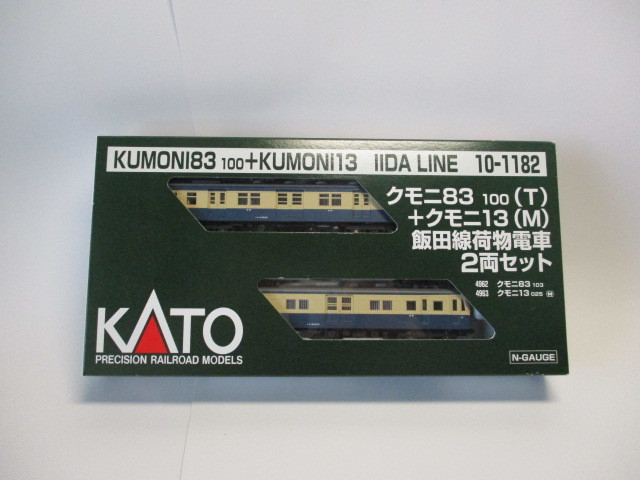 KUMONI83 100+KUMONI13 IIDA LINE 10-1182
クモニ83 100(T)
+クモニ13(M)
飯田線荷物電車
2両セット
4962 クモニ83 103
4963 クモニ13 025 M
KATO
PRECISION RAILROAD MODELS
N-GAUGE